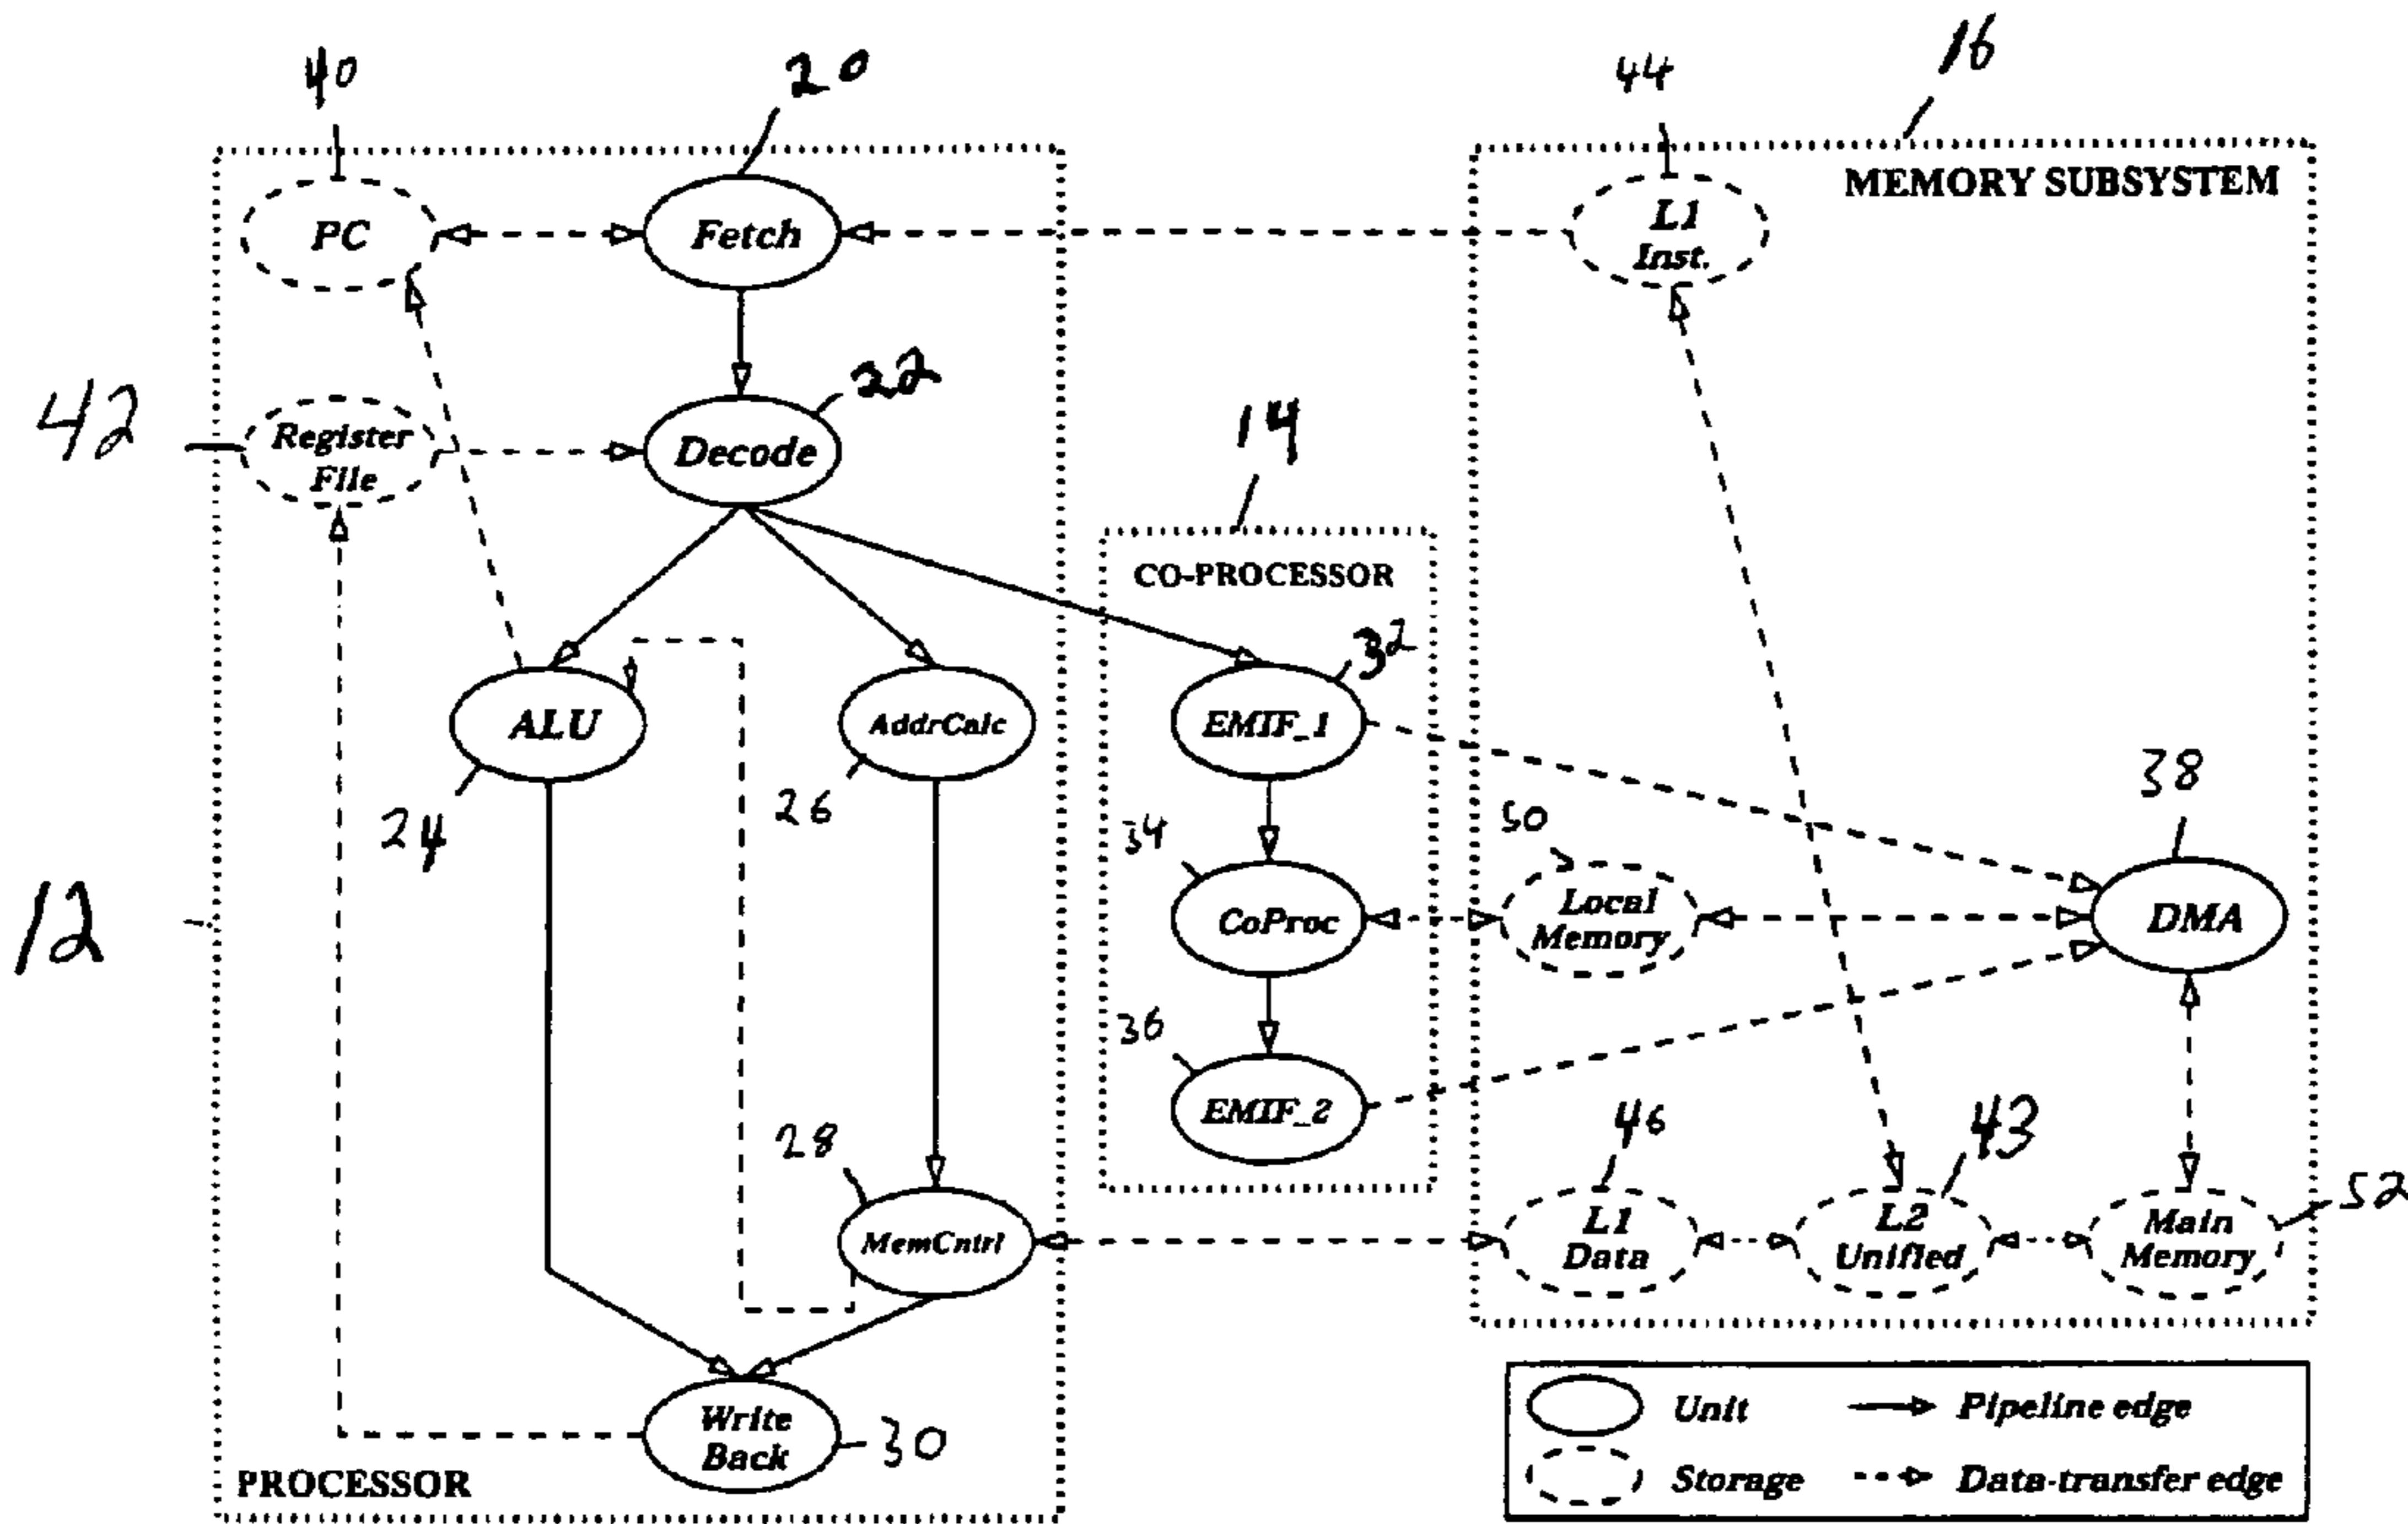 40
20
44
16
MEMORY SUBSYSTEM
PC
Fetch
L1
Inst.
42
22
Register
File
Decode
14
CO-PROCESSOR
32
ALU
AddrCalc
EMIF_1
24
26
34
50
38
12
CoProc
Local
Memory
DMA
36
EMIF_2
28
46
43
52
MemCntrl
L1
Data
L2
Unified
Main
Memory
Write
Back
30
PROCESSOR
Unit
Pipeline edge
Storage
Data-transfer edge